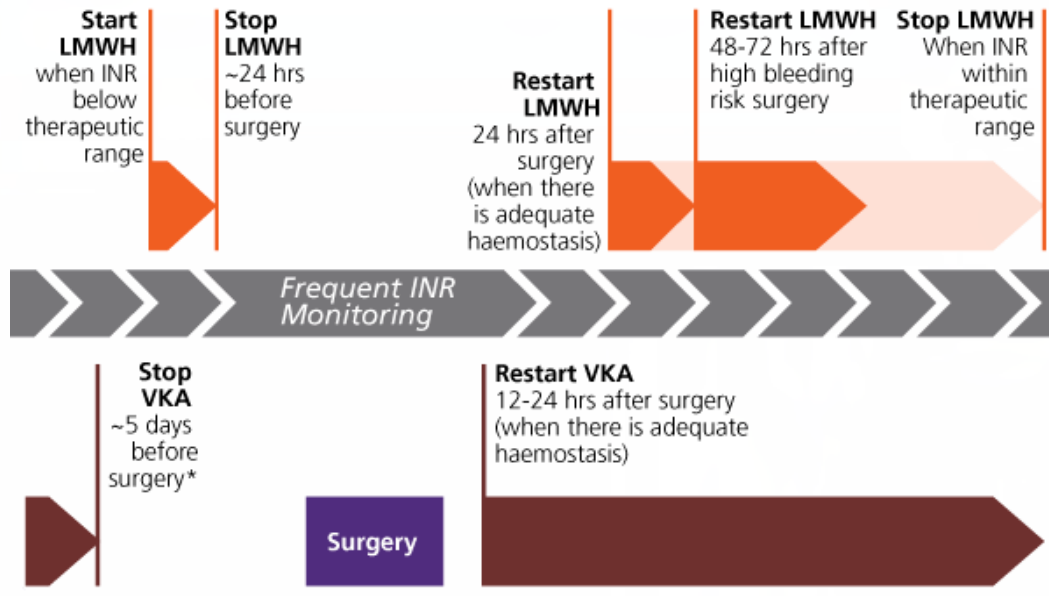 Start
LMWH
when INR
below
therapeutic
range
Stop
LMWH
~24 hrs
before
surgery
Restart
LMWH
24 hrs after
surgery
(when there
is adequate
haemostasis)
Restart LMWH
48-72 hrs after
high bleeding
risk surgery
Stop LMWH
When INR
within
therapeutic
range
Frequent INR
Monitoring
Stop
VKA
~5 days
before
surgery*
Surgery
Restart VKA
12-24 hrs after surgery
(when there is adequate
haemostasis)